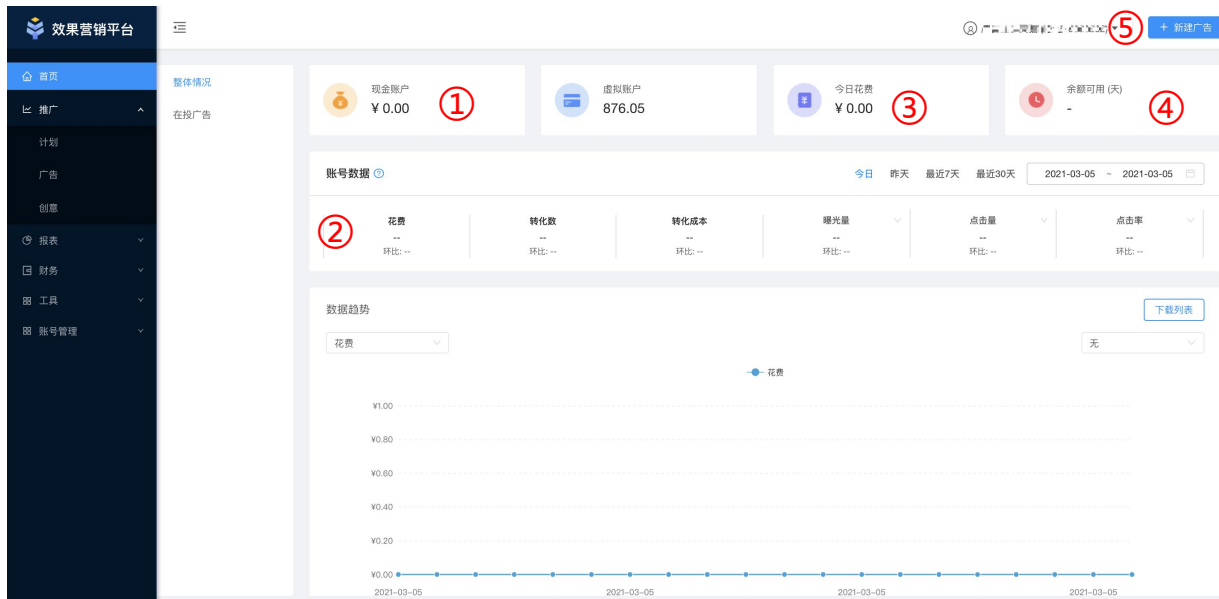 效果营销平台
⑤
+ 新建广告
首页
推广
计划
广告
创意
报表
财务
工具
账号管理
整体情况
在投广告
现金账户
¥ 0.00
①
虚拟账户
876.05
今日花费
¥ 0.00
③
余额可用 (天)
-
④
账号数据
今日 昨天 最近7天 最近30天 2021-03-05 ~ 2021-03-05
②
花费
--
环比: --
转化数
--
环比: --
转化成本
--
环比: --
曝光量
--
环比: --
点击量
--
环比: --
点击率
--
环比: --
数据趋势
下载列表
花费
无
花费
¥1.00
¥0.80
¥0.60
¥0.40
¥0.20
¥0.00
2021-03-05 2021-03-05 2021-03-05 2021-03-05